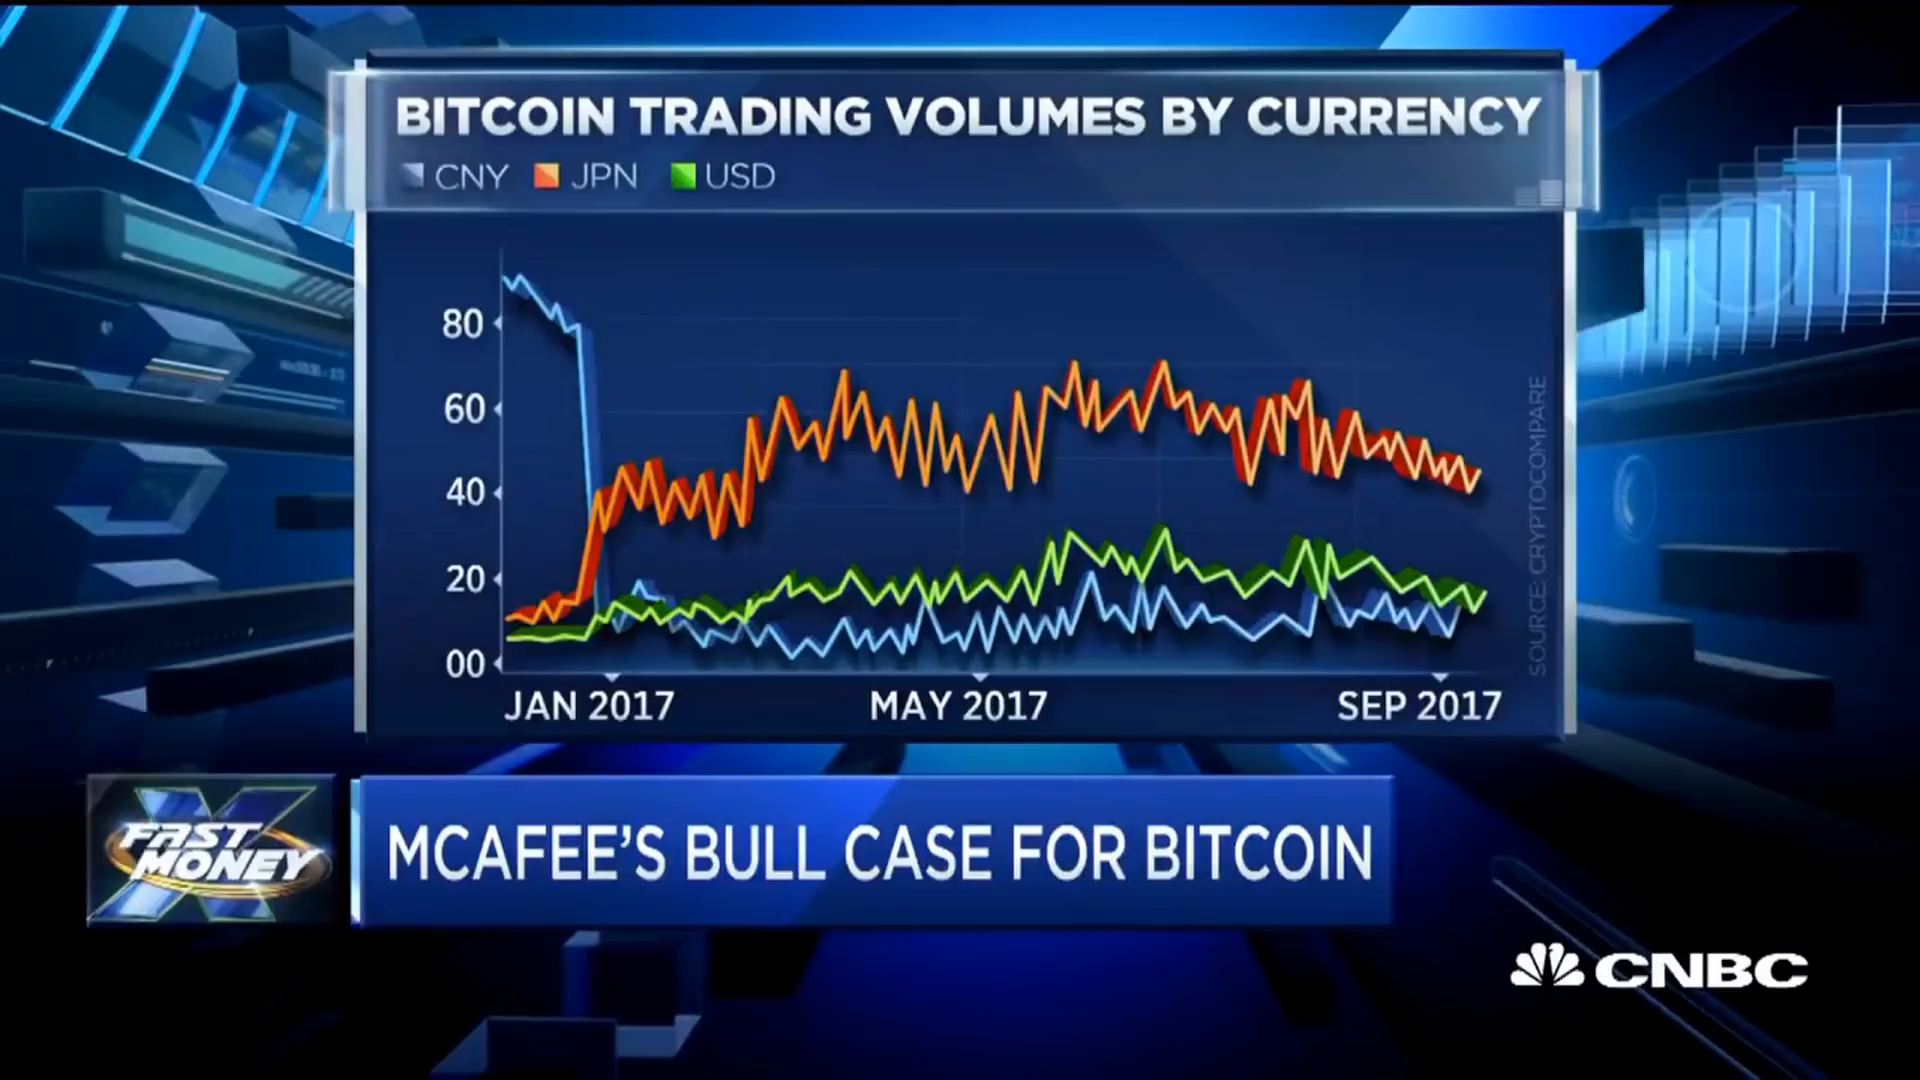 BITCOIN TRADING VOLUMES BY CURRENCY
CNY JPN USD
80
60
40
20
00
JAN 2017 MAY 2017 SEP 2017
SOURCE: CRYPTOCOMPARE
FAST
MONEY
MCAFEE'S BULL CASE FOR BITCOIN
CNBC